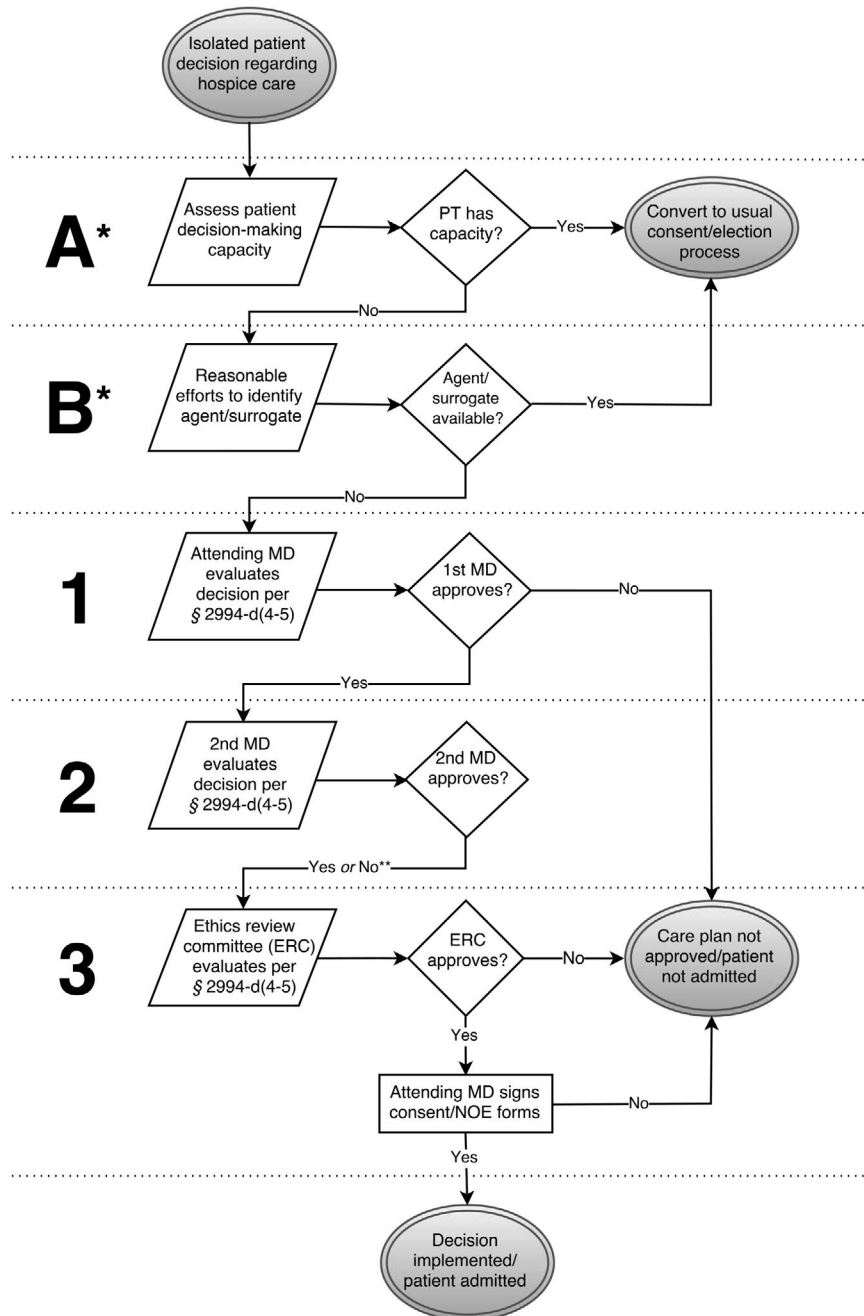 Isolated patient
decision regarding
hospice care
A*
Assess patient
decision-making
capacity
PT has
capacity?
Yes
Convert to usual
consent/election
process
No
B*
Reasonable
efforts to identify
agent/surrogate
Agent/
surrogate
available?
Yes
No
1
Attending MD
evaluates
decision per
§ 2994-d(4-5)
1st MD
approves?
No
Yes
2
2nd MD
evaluates
decision per
§ 2994-d(4-5)
2nd MD
approves?
Yes or No**
3
Ethics review
committee (ERC)
evaluates per
§ 2994-d(4-5)
ERC
approves?
No
Care plan not
approved/patient
not admitted
Yes
Attending MD signs
consent/NOE forms
No
Yes
Decision
implemented/
patient admitted